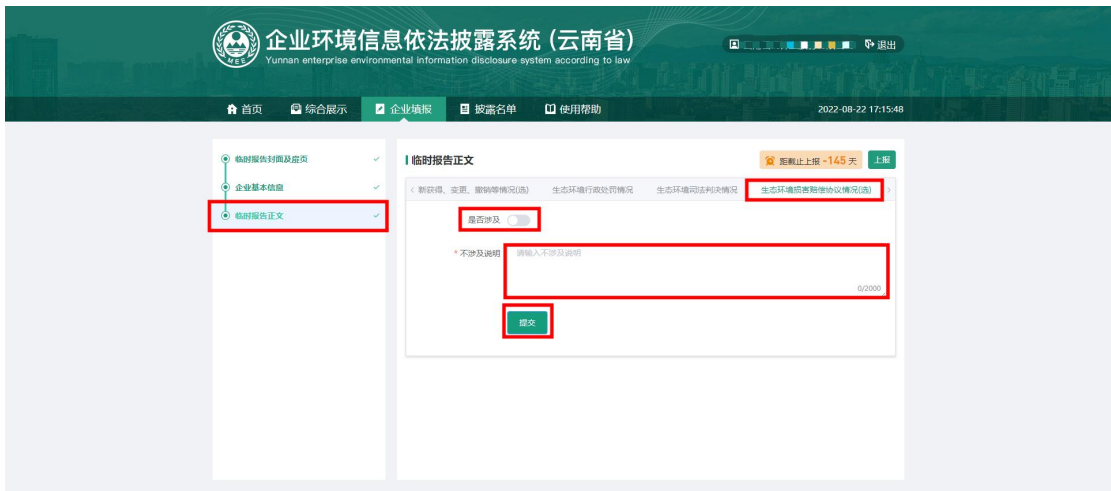 企业环境信息依法披露系统 (云南省)
Yunnan enterprise environmental information disclosure system according to law
MEE
退出
首页 综合展示 企业填报 披露名单 使用帮助 2022-08-22 17:15:48
临时报告封面及扉页
企业基本信息
临时报告正文
临时报告正文
距截止上报 -145 天 上报
新获得、变更、撤销等情况(选) 生态环境行政处罚情况 生态环境司法判决情况 生态环境损害赔偿协议情况(选)
是否涉及
* 不涉及说明 请输入不涉及说明
0/2000
提交